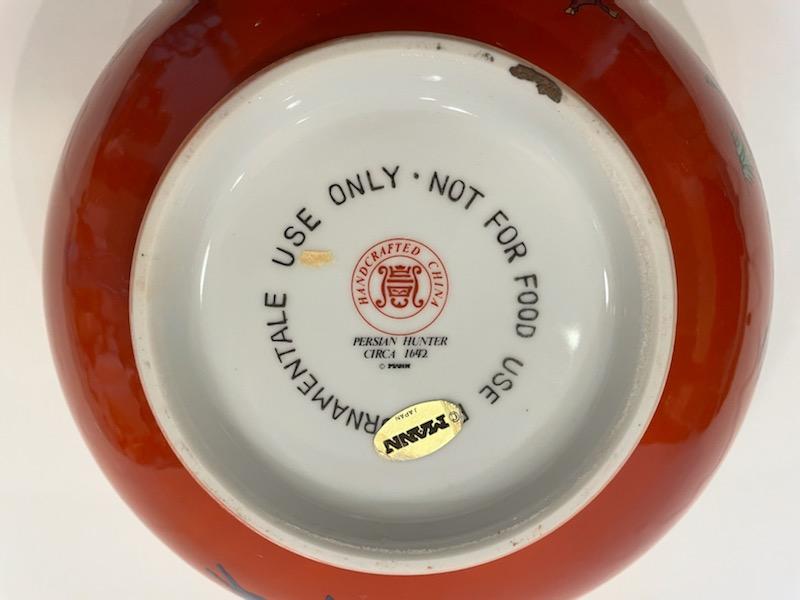 ORNAMENTALE USE ONLY · NOT FOR FOOD USE
HANDCRAFTED CHINA
PERSIAN HUNTER
CIRCA 1642
© MANN
© MANN
JAPAN